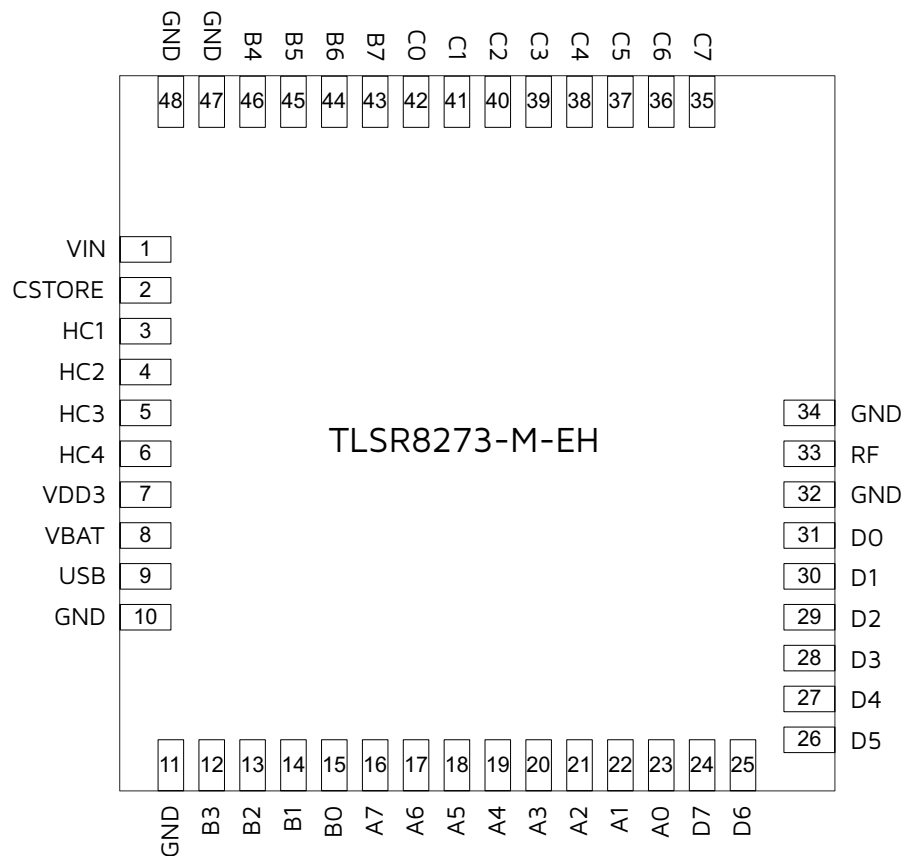 GND GND B4 B5 B6 B7 C0 C1 C2 C3 C4 C5 C6 C7
48 47 46 45 44 43 42 41 40 39 38 37 36 35
VIN 1
CSTORE 2
HC1 3
HC2 4
HC3 5
HC4 6
VDD3 7
VBAT 8
USB 9
GND 10
TLSR8273-M-EH
34 GND
33 RF
32 GND
31 D0
30 D1
29 D2
28 D3
27 D4
26 D5
11 12 13 14 15 16 17 18 19 20 21 22 23 24 25
GND B3 B2 B1 B0 A7 A6 A5 A4 A3 A2 A1 A0 D7 D6